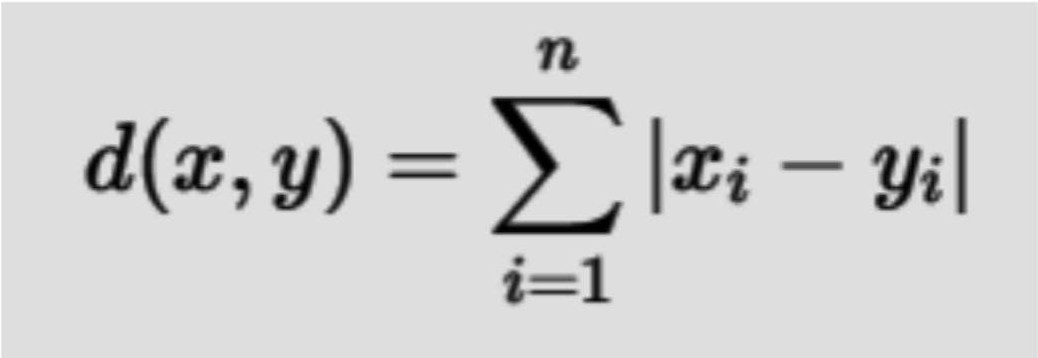 d(x, y) = ∑_{i=1}^{n} |x_i − y_i|